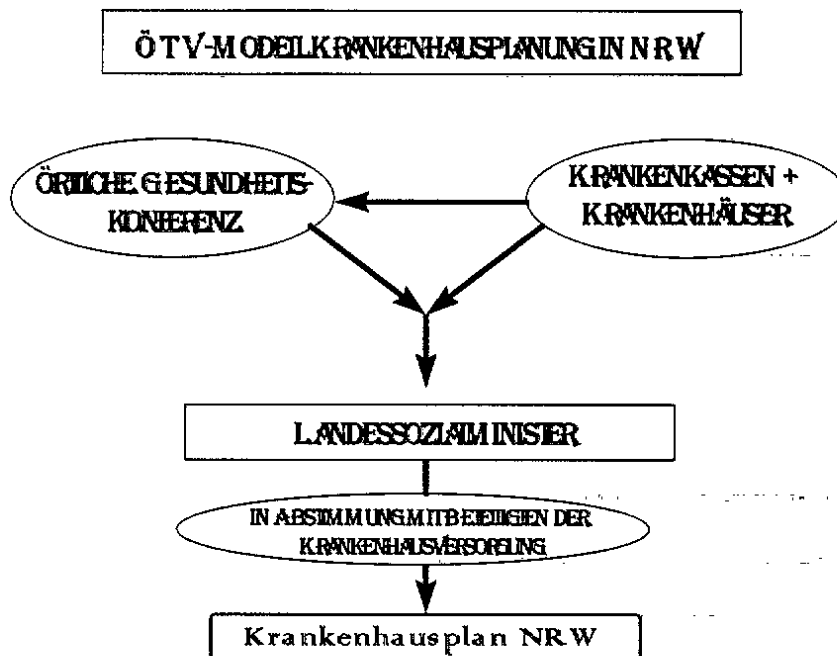 ÖTV-MODELL KRANKENHAUSPLANUNG IN NRW
ÖRTLICHE GESUNDHEITS-
KONFERENZ
KRANKENKASSEN +
KRANKENHÄUSER
LANDESSOZIALMINISTER
IN ABSTIMMUNG MIT BETEILIGTEN DER
KRANKENHAUSVERSORGUNG
Krankenhausplan NRW